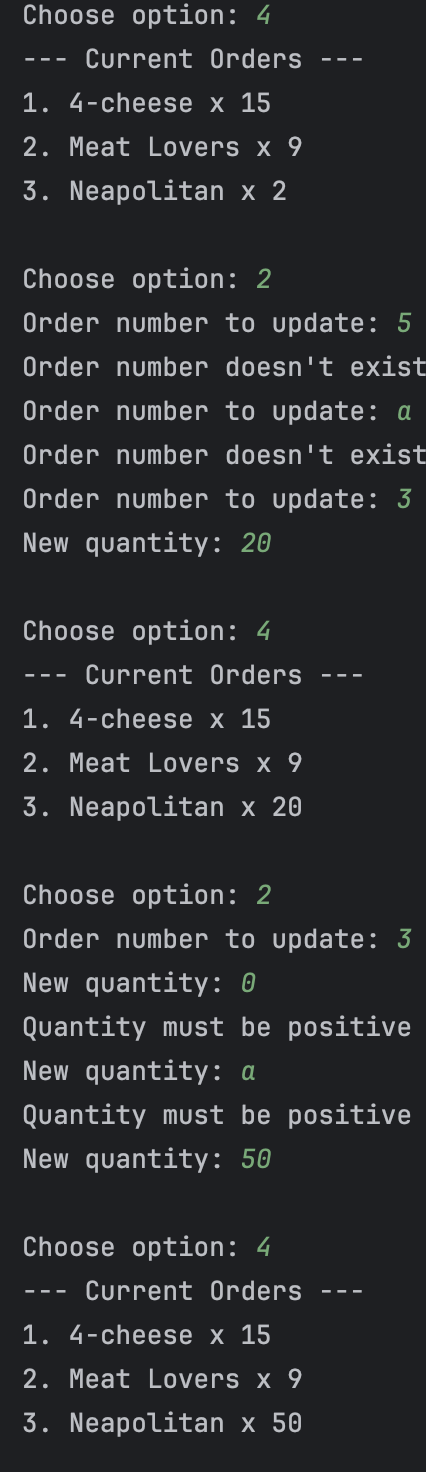 Choose option: 4
--- Current Orders ---
1. 4-cheese x 15
2. Meat Lovers x 9
3. Neapolitan x 2
Choose option: 2
Order number to update: 5
Order number doesn't exist
Order number to update: a
Order number doesn't exist
Order number to update: 3
New quantity: 20
Choose option: 4
--- Current Orders ---
1. 4-cheese x 15
2. Meat Lovers x 9
3. Neapolitan x 20
Choose option: 2
Order number to update: 3
New quantity: 0
Quantity must be positive
New quantity: a
Quantity must be positive
New quantity: 50
Choose option: 4
--- Current Orders ---
1. 4-cheese x 15
2. Meat Lovers x 9
3. Neapolitan x 50